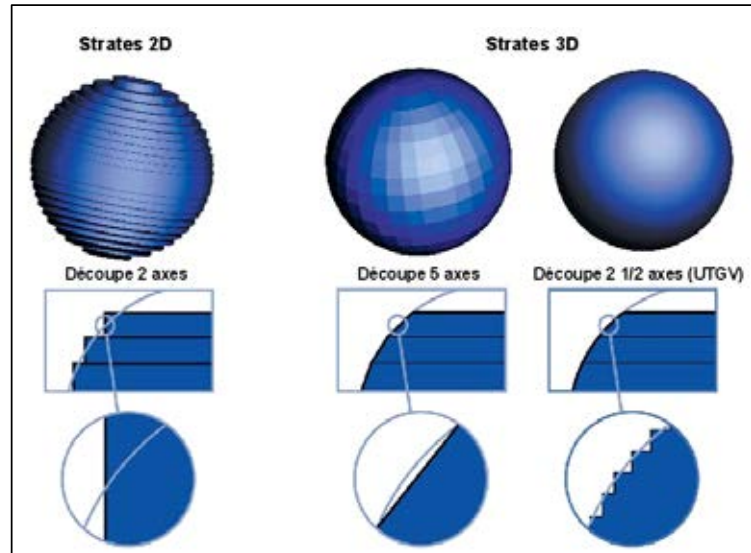 Strates 2D
Strates 3D
Découpe 2 axes
Découpe 5 axes
Découpe 2 1/2 axes (UTGV)